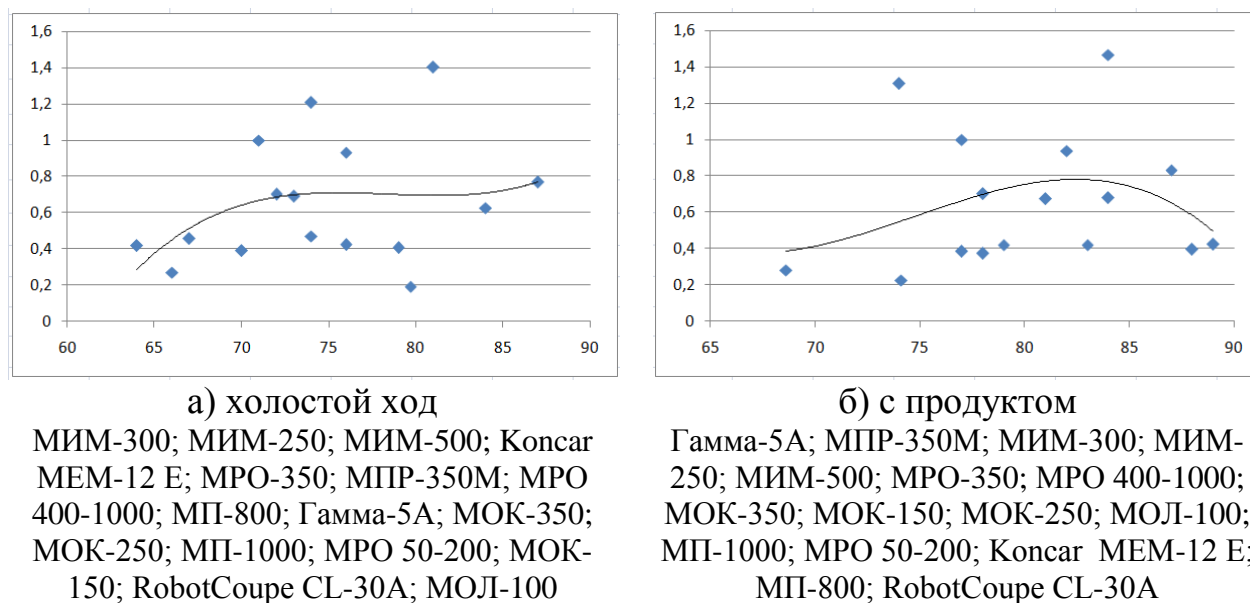 1,6
1,4
1,2
1
0,8
0,6
0,4
0,2
0
60 65 70 75 80 85 90
а) холостой ход
МИМ-300; МИМ-250; МИМ-500; Koncar
МЕМ-12 Е; МРО-350; МПР-350М; МРО
400-1000; МП-800; Гамма-5А; МОК-350;
МОК-250; МП-1000; МРО 50-200; МОК-
150; RobotCoupe CL-30A; МОЛ-100
1,6
1,4
1,2
1
0,8
0,6
0,4
0,2
0
65 70 75 80 85 90
б) с продуктом
Гамма-5А; МПР-350М; МИМ-300; МИМ-
250; МИМ-500; МРО-350; МРО 400-1000;
МОК-350; МОК-150; МОК-250; МОЛ-100;
МП-1000; МРО 50-200; Koncar МЕМ-12 Е;
МП-800; RobotCoupe CL-30A